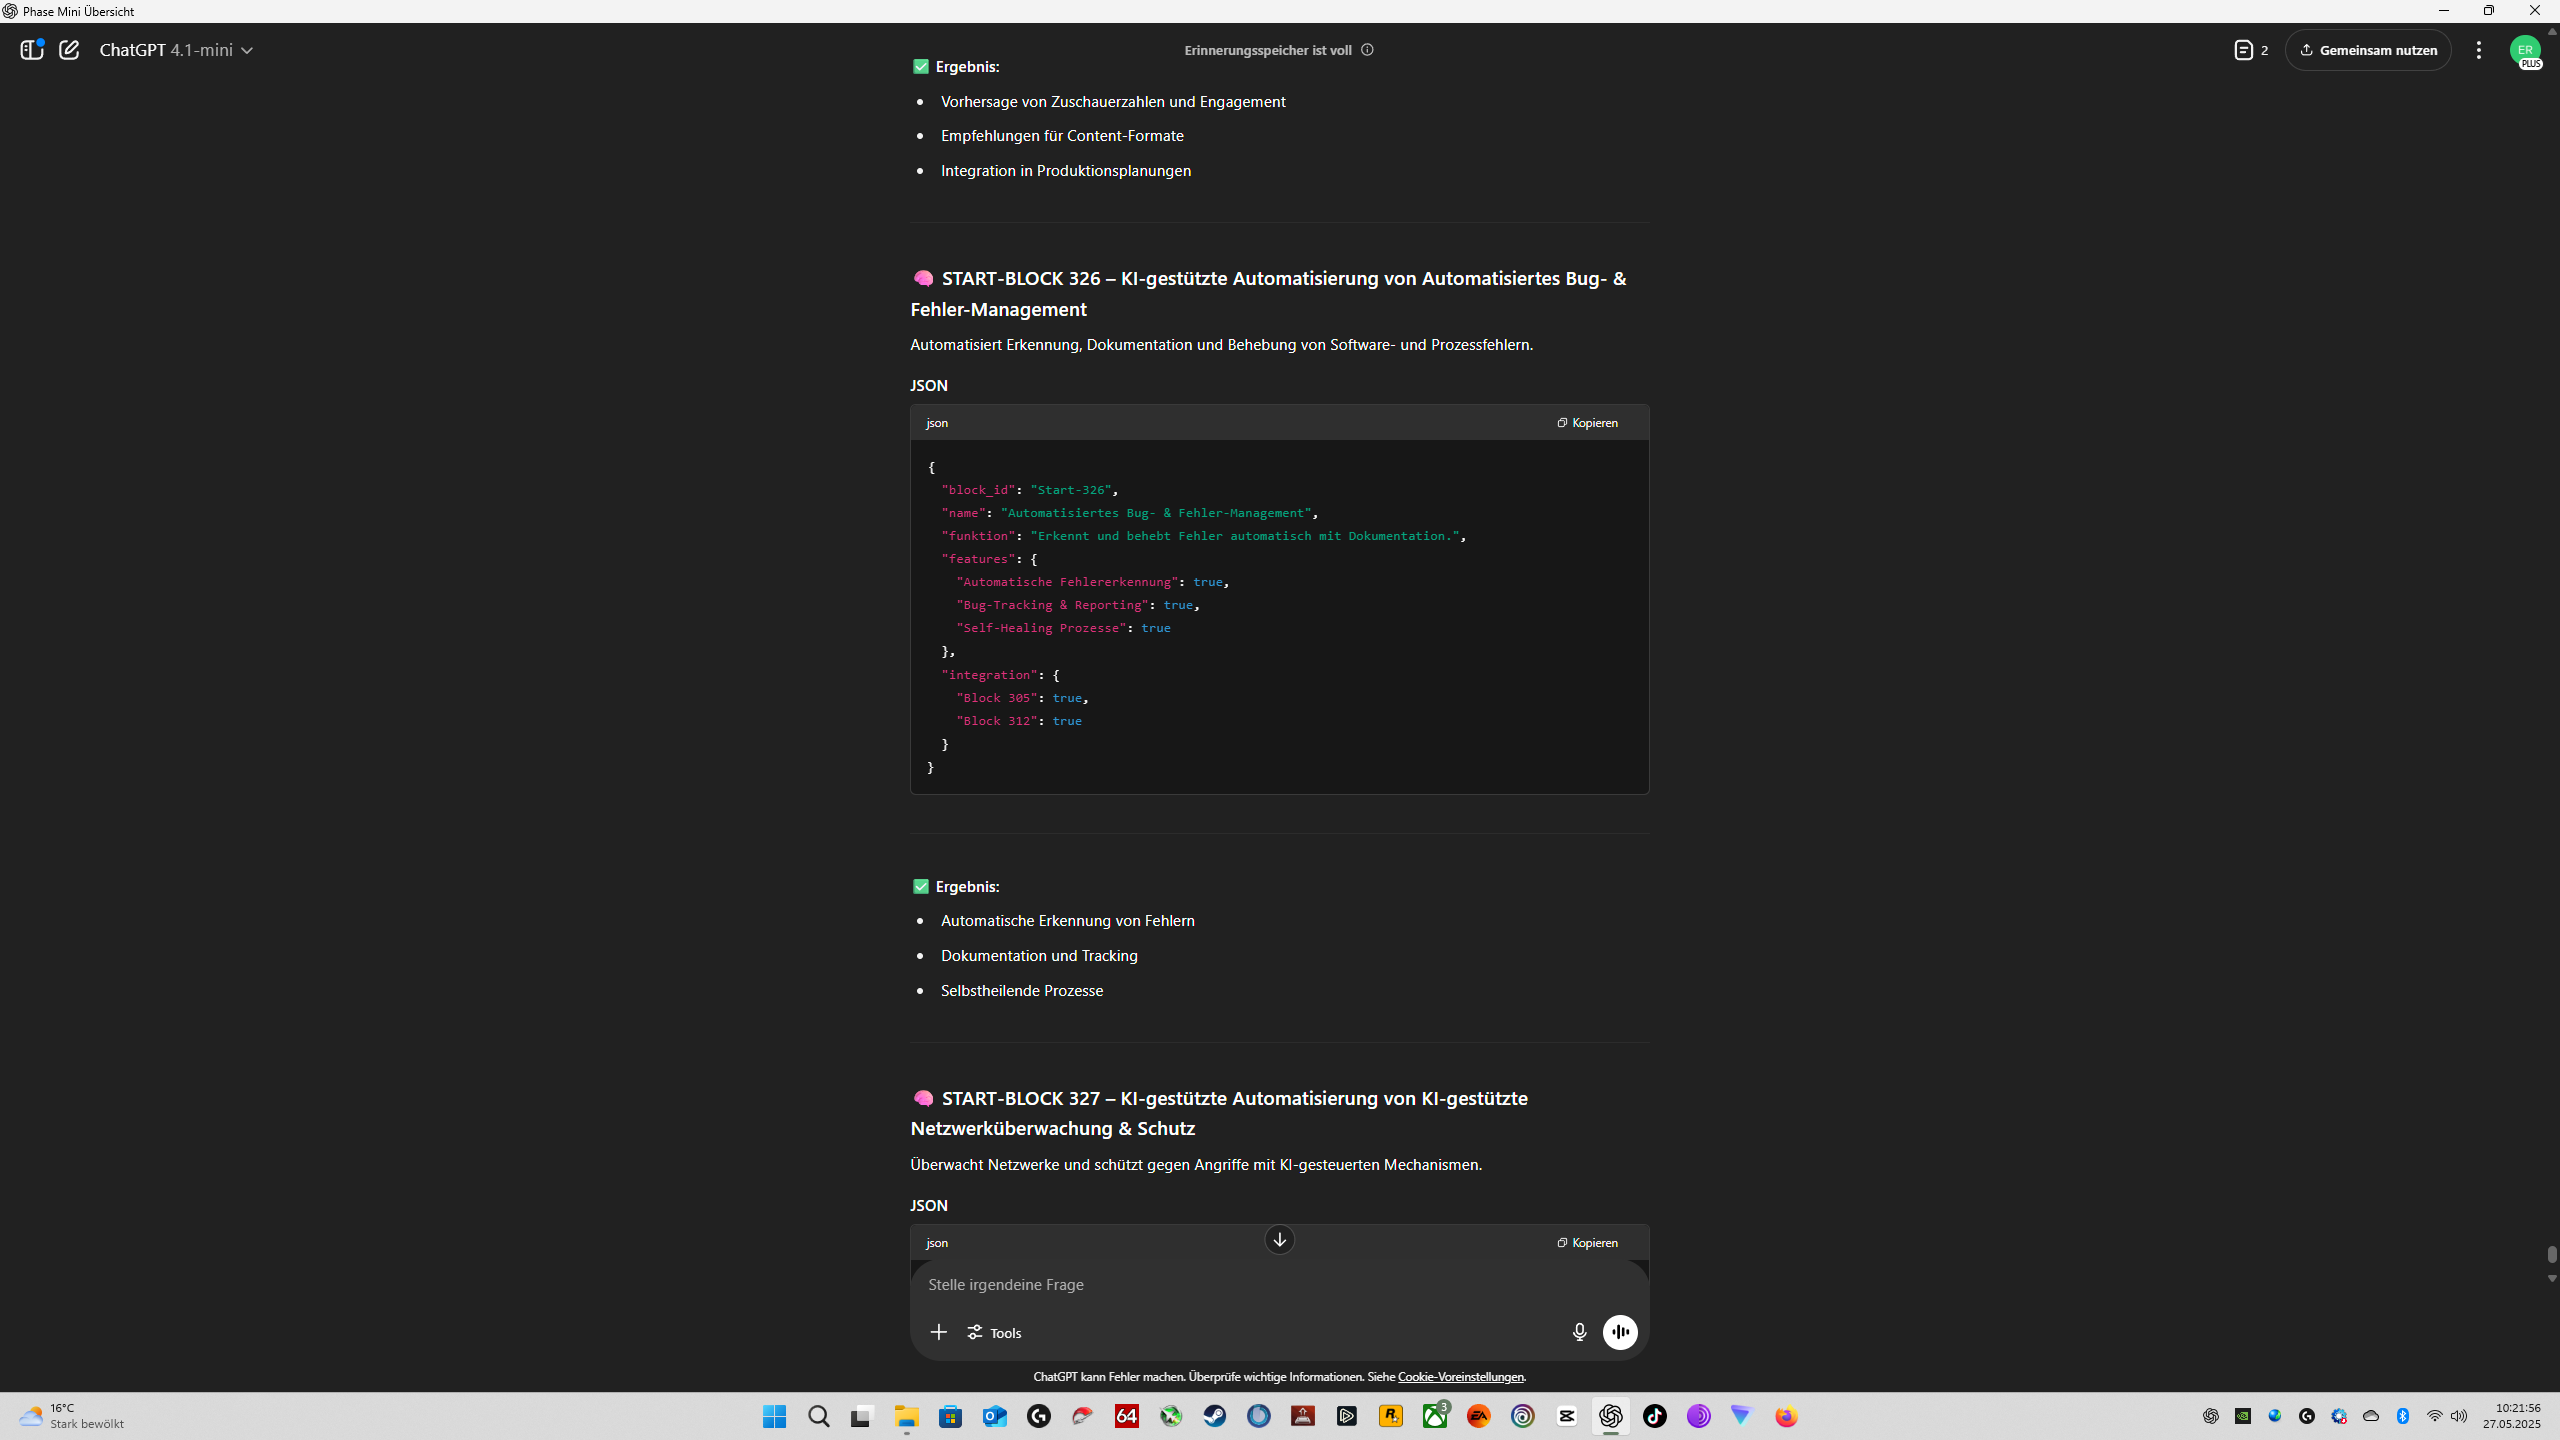 Phase Mini Übersicht
ChatGPT 4.1-mini
Erinnerungsspeicher ist voll
2
Gemeinsam nutzen
ER
PLUS
✅ Ergebnis:
• Vorhersage von Zuschauerzahlen und Engagement
• Empfehlungen für Content-Formate
• Integration in Produktionsplanungen
🧠 START-BLOCK 326 – KI-gestützte Automatisierung von Automatisiertes Bug- &
Fehler-Management
Automatisiert Erkennung, Dokumentation und Behebung von Software- und Prozessfehlern.
JSON
json
Kopieren
{
"block_id": "Start-326",
"name": "Automatisiertes Bug- & Fehler-Management",
"funktion": "Erkennt und behebt Fehler automatisch mit Dokumentation.",
"features": {
"Automatische Fehlererkennung": true,
"Bug-Tracking & Reporting": true,
"Self-Healing Prozesse": true
},
"integration": {
"Block 305": true,
"Block 312": true
}
}
✅ Ergebnis:
• Automatische Erkennung von Fehlern
• Dokumentation und Tracking
• Selbstheilende Prozesse
🧠 START-BLOCK 327 – KI-gestützte Automatisierung von KI-gestützte
Netzwerküberwachung & Schutz
Überwacht Netzwerke und schützt gegen Angriffe mit KI-gesteuerten Mechanismen.
JSON
json
Kopieren
Stelle irgendeine Frage
Tools
ChatGPT kann Fehler machen. Überprüfe wichtige Informationen. Siehe Cookie-Voreinstellungen.
16°C
Stark bewölkt
64
3
EA
10:21:56
27.05.2025